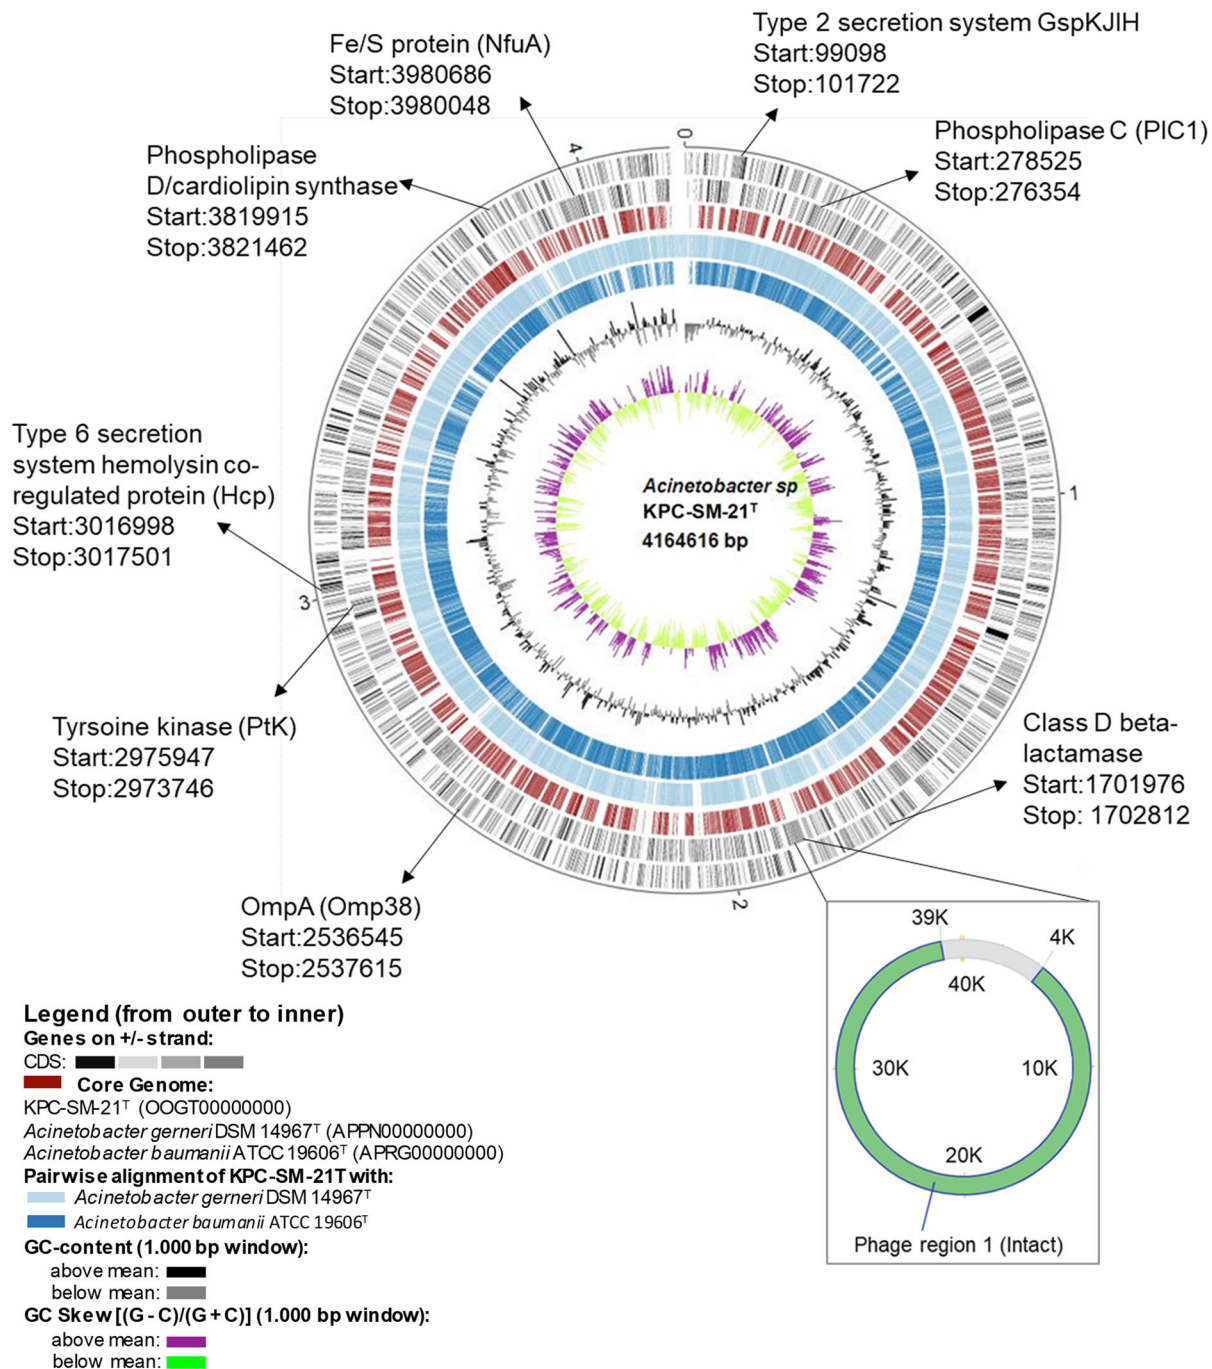 Fe/S protein (NfuA)
Start:3980686
Stop:3980048
Type 2 secretion system GspKJIH
Start:99098
Stop:101722
Phospholipase
D/cardiolipin synthase
Start:3819915
Stop:3821462
Phospholipase C (PlC1)
Start:278525
Stop:276354
4
0
1
2
3
Type 6 secretion
system hemolysin co-
regulated protein (Hcp)
Start:3016998
Stop:3017501
Acinetobacter sp
KPC-SM-21ᵀ
4164616 bp
Tyrsoine kinase (PtK)
Start:2975947
Stop:2973746
Class D beta-
lactamase
Start:1701976
Stop: 1702812
OmpA (Omp38)
Start:2536545
Stop:2537615
39K
4K
40K
30K
10K
20K
Phage region 1 (Intact)
Legend (from outer to inner)
Genes on +/- strand:
CDS:
Core Genome:
KPC-SM-21ᵀ (OOGT00000000)
Acinetobacter gerneri DSM 14967ᵀ (APPN00000000)
Acinetobacter baumanii ATCC 19606ᵀ (APRG00000000)
Pairwise alignment of KPC-SM-21T with:
Acinetobacter gerneri DSM 14967ᵀ
Acinetobacter baumanii ATCC 19606ᵀ
GC-content (1.000 bp window):
above mean:
below mean:
GC Skew [(G - C)/(G + C)] (1.000 bp window):
above mean:
below mean: